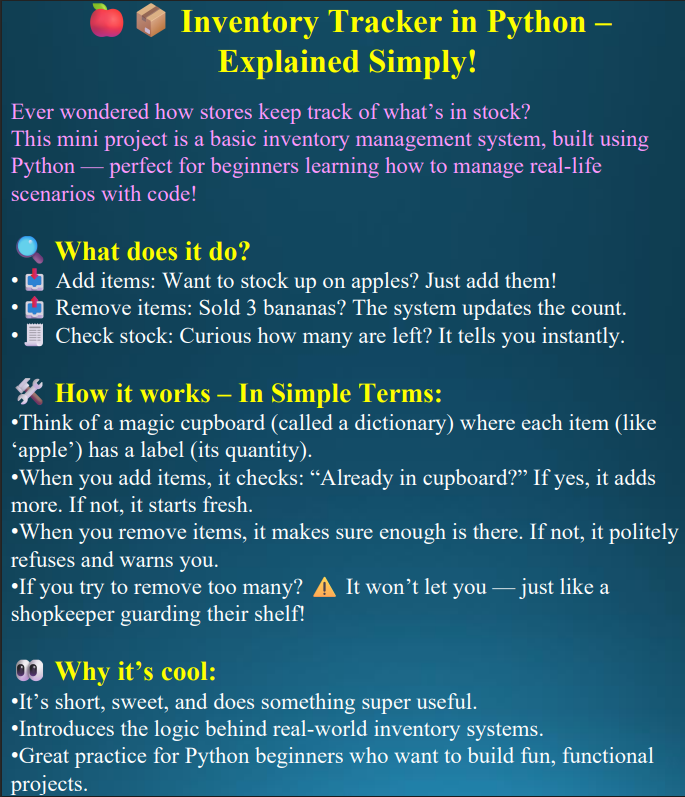 🍎 📦 Inventory Tracker in Python –
Explained Simply!
Ever wondered how stores keep track of what’s in stock?
This mini project is a basic inventory management system, built using
Python — perfect for beginners learning how to manage real-life
scenarios with code!
🔍 What does it do?
• 📥 Add items: Want to stock up on apples? Just add them!
• 📤 Remove items: Sold 3 bananas? The system updates the count.
• 🧾 Check stock: Curious how many are left? It tells you instantly.
🛠️ How it works – In Simple Terms:
•Think of a magic cupboard (called a dictionary) where each item (like
‘apple’) has a label (its quantity).
•When you add items, it checks: “Already in cupboard?” If yes, it adds
more. If not, it starts fresh.
•When you remove items, it makes sure enough is there. If not, it politely
refuses and warns you.
•If you try to remove too many? ⚠️ It won’t let you — just like a
shopkeeper guarding their shelf!
👀 Why it’s cool:
•It’s short, sweet, and does something super useful.
•Introduces the logic behind real-world inventory systems.
•Great practice for Python beginners who want to build fun, functional
projects.